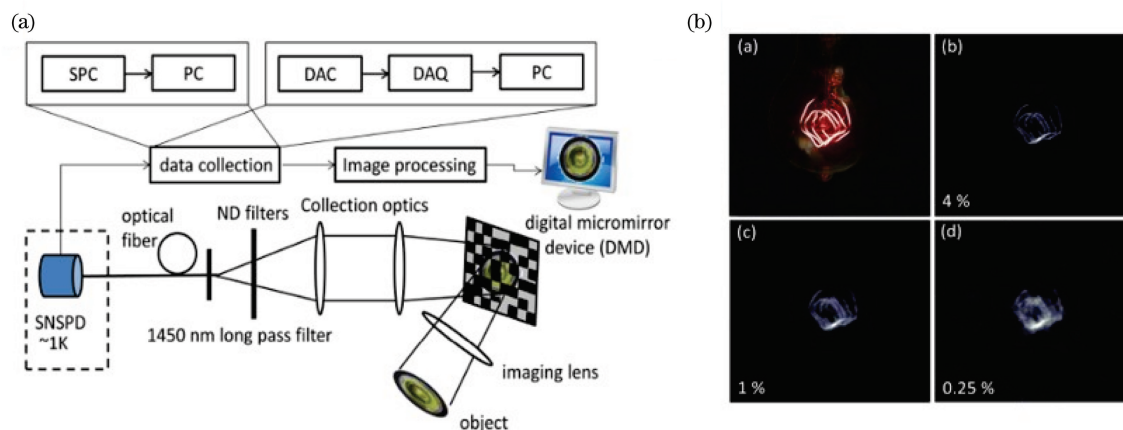 (a)
SPC
PC
DAC
DAQ
PC
data collection
Image processing
optical
fiber
ND filters
Collection optics
digital micromirror
device (DMD)
SNSPD
~1K
1450 nm long pass filter
imaging lens
object
(b)
(a)
(b)
4 %
(c)
(d)
1 %
0.25 %